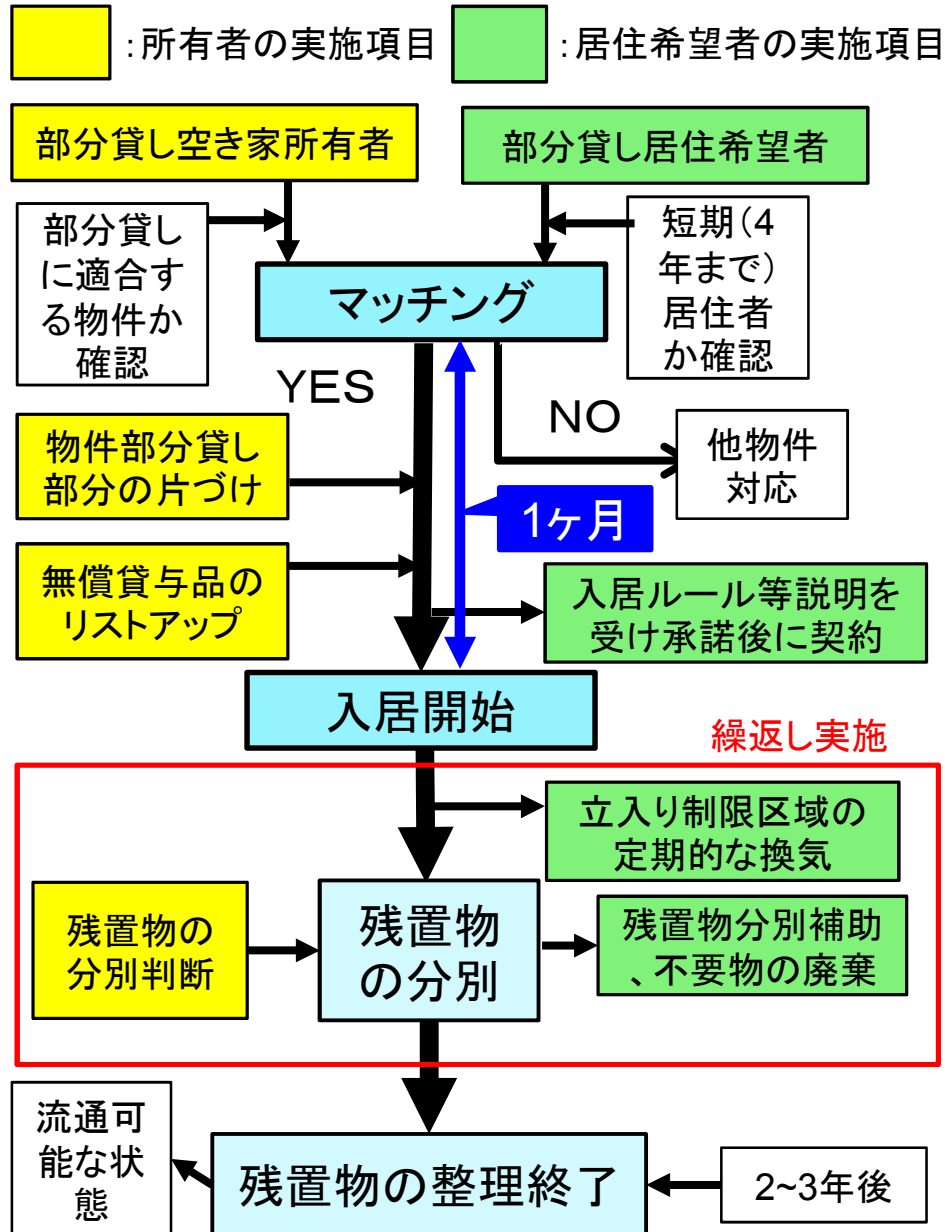 :所有者の実施項目
:居住希望者の実施項目
部分貸し空き家所有者
部分貸し居住希望者
部分貸し
に適合す
る物件か
確認
短期(4
年まで)
居住者
か確認
マッチング
YES
NO
物件部分貸し
部分の片づけ
他物件
対応
1ヶ月
無償貸与品の
リストアップ
入居ルール等説明を
受け承諾後に契約
入居開始
繰返し実施
立入り制限区域の
定期的な換気
残置物の
分別判断
残置物
の分別
残置物分別補助
、不要物の廃棄
流通可
能な状
態
残置物の整理終了
2~3年後